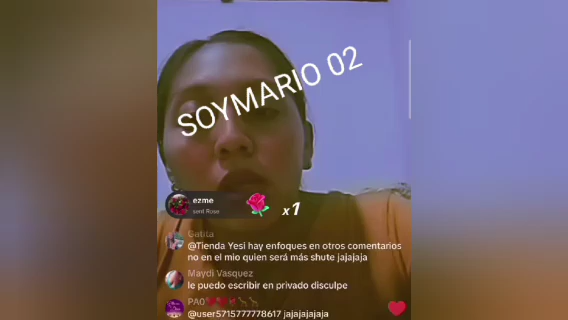 SOYMARIO 02
ezme
sent Rose
x1
Gatita
@Tienda Yesi hay enfoques en otros comentarios
no en el mio quien será más shute jajajaja
Maydi Vasquez
le puedo escribir en privado disculpe
PAO
@user5715777778617 jajajajajaja